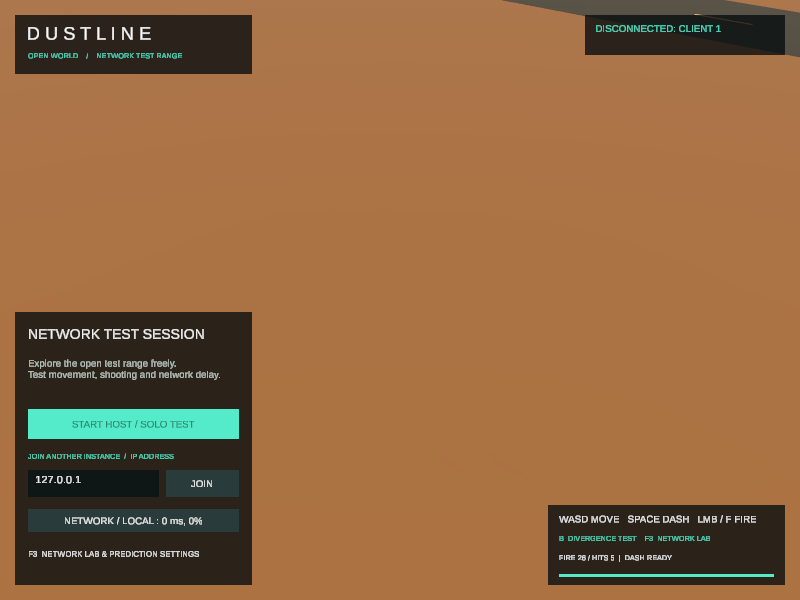 DUSTLINE
OPEN WORLD / NETWORK TEST RANGE
DISCONNECTED: CLIENT 1
NETWORK TEST SESSION
Explore the open test range freely.
Test movement, shooting and network delay.
START HOST / SOLO TEST
JOIN ANOTHER INSTANCE / IP ADDRESS
127.0.0.1
JOIN
NETWORK / LOCAL : 0 ms, 0%
F3 NETWORK LAB & PREDICTION SETTINGS
WASD MOVE SPACE DASH LMB / F FIRE
B DIVERGENCE TEST F3 NETWORK LAB
FIRE 26 / HITS 5 | DASH READY